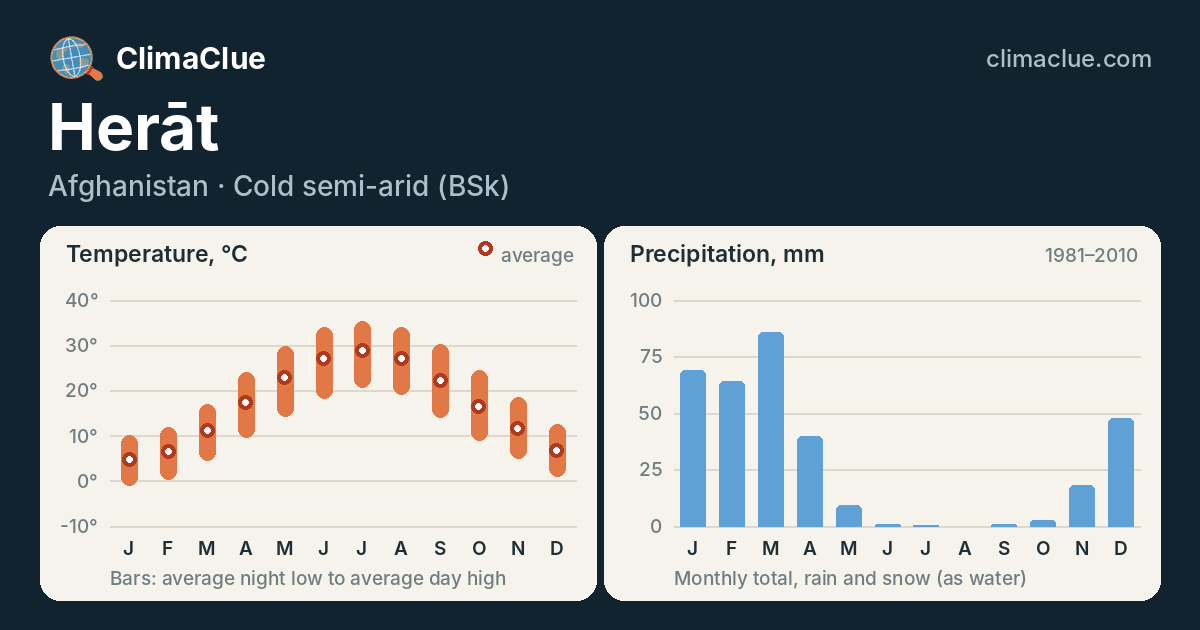 ClimaClue
climaclue.com
Herāt
Afghanistan · Cold semi-arid (BSk)
Temperature, °C
average
40°
30°
20°
10°
0°
-10°
J F M A M J J A S O N D
Bars: average night low to average day high
Precipitation, mm
1981–2010
100
75
50
25
0
J F M A M J J A S O N D
Monthly total, rain and snow (as water)